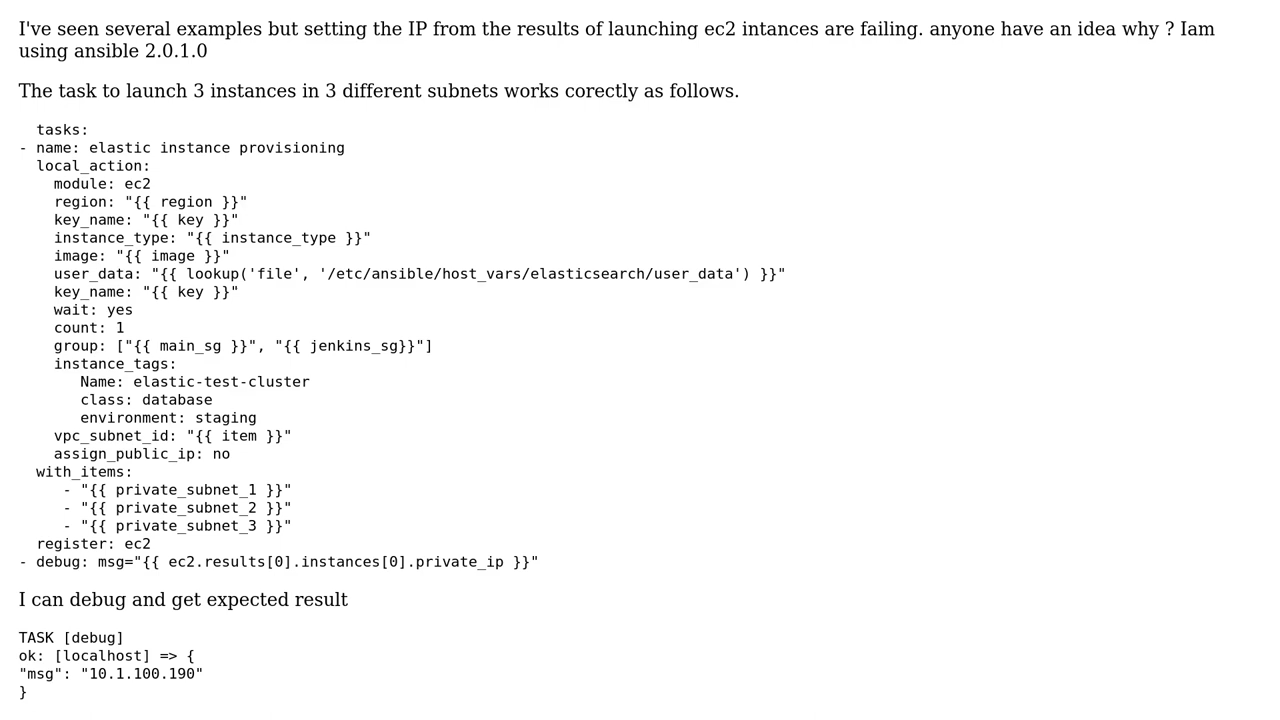 I've seen several examples but setting the IP from the results of launching ec2 intances are failing. anyone have an idea why ? Iam
using ansible 2.0.1.0
The task to launch 3 instances in 3 different subnets works corectly as follows.
  tasks:
- name: elastic instance provisioning
  local_action:
    module: ec2
    region: "{{ region }}"
    key_name: "{{ key }}"
    instance_type: "{{ instance_type }}"
    image: "{{ image }}"
    user_data: "{{ lookup('file', '/etc/ansible/host_vars/elasticsearch/user_data') }}"
    key_name: "{{ key }}"
    wait: yes
    count: 1
    group: ["{{ main_sg }}", "{{ jenkins_sg}}"]
    instance_tags:
       Name: elastic-test-cluster
       class: database
       environment: staging
    vpc_subnet_id: "{{ item }}"
    assign_public_ip: no
  with_items:
     - "{{ private_subnet_1 }}"
     - "{{ private_subnet_2 }}"
     - "{{ private_subnet_3 }}"
  register: ec2
- debug: msg="{{ ec2.results[0].instances[0].private_ip }}"
I can debug and get expected result
TASK [debug]
ok: [localhost] => {
"msg": "10.1.100.190"
}